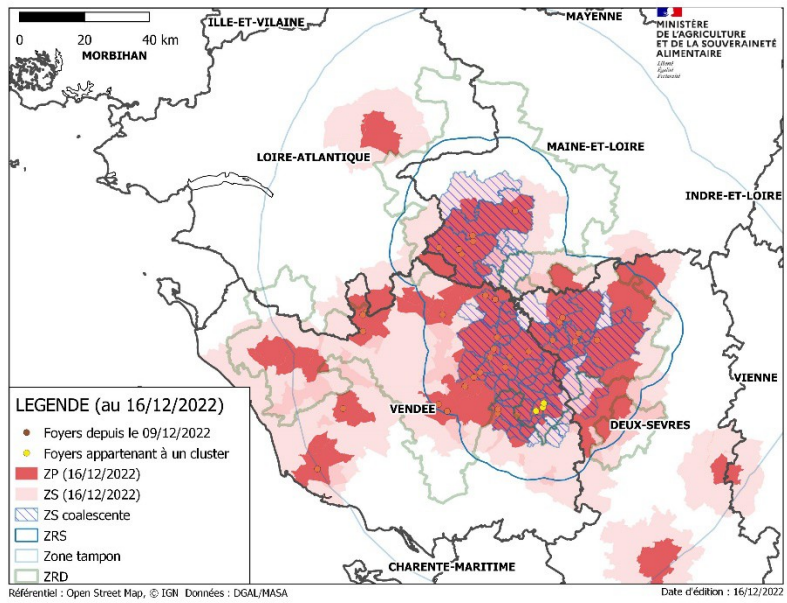 0 20 40 km
ILLE-ET-VILAINE
MAYENNE
MORBIHAN
MINISTÈRE
DE L'AGRICULTURE
ET DE LA SOUVERAINETÉ
ALIMENTAIRE
Liberté
Égalité
Fraternité
LOIRE-ATLANTIQUE
MAINE-ET-LOIRE
INDRE-ET-LOIRE
VIENNE
VENDEE
DEUX-SEVRES
CHARENTE-MARITIME
LEGENDE (au 16/12/2022)
Foyers depuis le 09/12/2022
Foyers appartenant à un cluster
ZP (16/12/2022)
ZS (16/12/2022)
ZS coalescente
ZRS
Zone tampon
ZRD
Référentiel : Open Street Map, © IGN Données : DGAL/MASA
Date d'édition : 16/12/2022